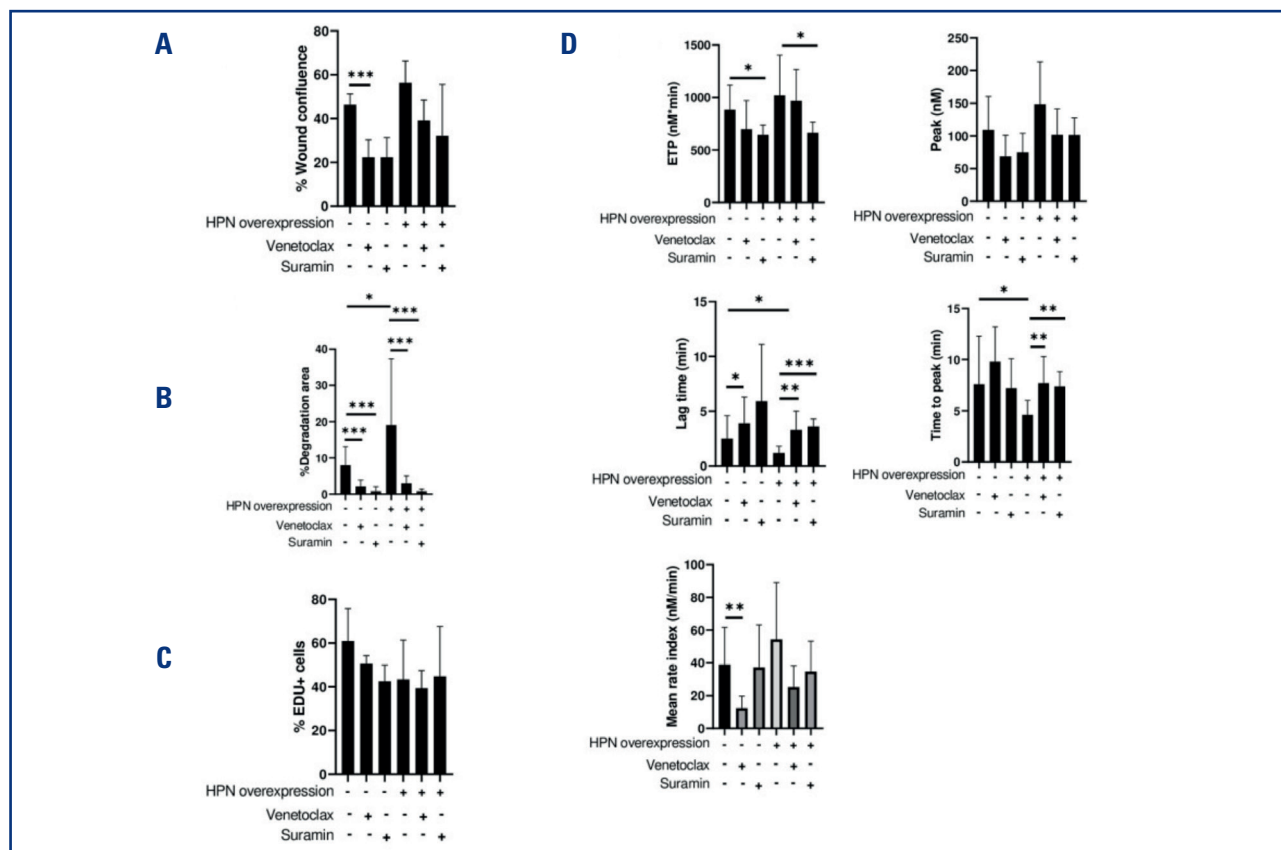 A
% Wound confluence
80
60
40
20
0
***
HPN overexpression - - - + + +
Venetoclax - + - - + -
Suramin - - + - - +
B
%Degradation area
40
30
20
10
0
*
***
***
***
***
HPN overexpression - - - + + +
Venetoclax - + - - + -
Suramin - - + - - +
C
% EDU+ cells
80
60
40
20
0
HPN overexpression - - - + + +
Venetoclax - + - - + -
Suramin - - + - - +
D
ETP (nM*min)
1500
1000
500
0
*
*
HPN overexpression - - - + + +
Venetoclax - + - - + -
Suramin - - + - - +
Peak (nM)
250
200
150
100
50
0
HPN overexpression - - - + + +
Venetoclax - + - - + -
Suramin - - + - - +
Lag time (min)
15
10
5
0
*
*
***
**
HPN overexpression - - - + + +
Venetoclax - + - - + -
Suramin - - + - - +
Time to peak (min)
15
10
5
0
*
**
**
HPN overexpression - - - + + +
Venetoclax - + - - + -
Suramin - - + - - +
Mean rate index (nM/min)
100
80
60
40
20
0
**
HPN overexpression - - - + + +
Venetoclax - + - - + -
Suramin - - + - - +